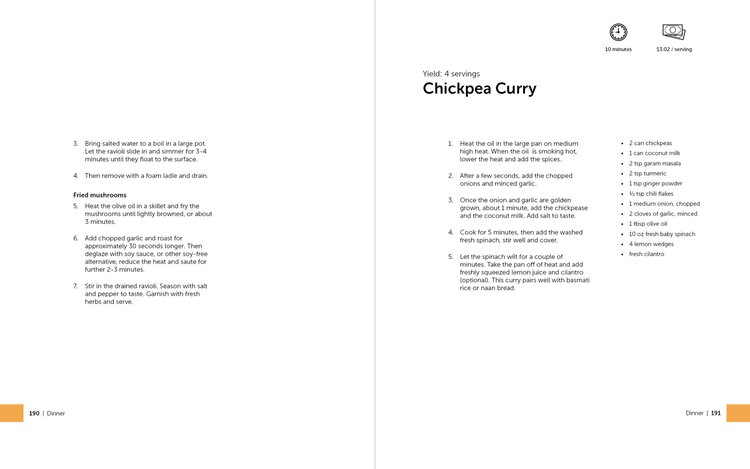 3. Bring salted water to a boil in a large pot.
Let the ravioli slide in and simmer for 3-4
minutes until they float to the surface.
4. Then remove with a foam ladle and drain.
Fried mushrooms
5. Heat the olive oil in a skillet and fry the
mushrooms until lightly browned, or about
3 minutes.
6. Add chopped garlic and roast for
approximately 30 seconds longer. Then
deglaze with soy sauce, or other soy-free
alternative, reduce the heat and saute for
further 2-3 minutes.
7. Stir in the drained ravioli. Season with salt
and pepper to taste. Garnish with fresh
herbs and serve.
190 | Dinner
10 minutes
$3.02 / serving
Yield: 4 servings
Chickpea Curry
1. Heat the oil in the large pan on medium
high heat. When the oil is smoking hot,
lower the heat and add the spices.
2. After a few seconds, add the chopped
onions and minced garlic.
3. Once the onion and garlic are golden
grown, about 1 minute, add the chickpease
and the coconut milk. Add salt to taste.
4. Cook for 5 minutes, then add the washed
fresh spinach, stir well and cover.
5. Let the spinach wilt for a couple of
minutes. Take the pan off of heat and add
freshly squeezed lemon juice and cilantro
(optional). This curry pairs well with basmati
rice or naan bread.
• 2 can chickpeas
• 1 can coconut milk
• 2 tsp garam masala
• 2 tsp turmeric
• 1 tsp ginger powder
• ½ tsp chili flakes
• 1 medium onion, chopped
• 2 cloves of garlic, minced
• 1 tbsp olive oil
• 10 oz fresh baby spinach
• 4 lemon wedges
• fresh cilantro
Dinner | 191